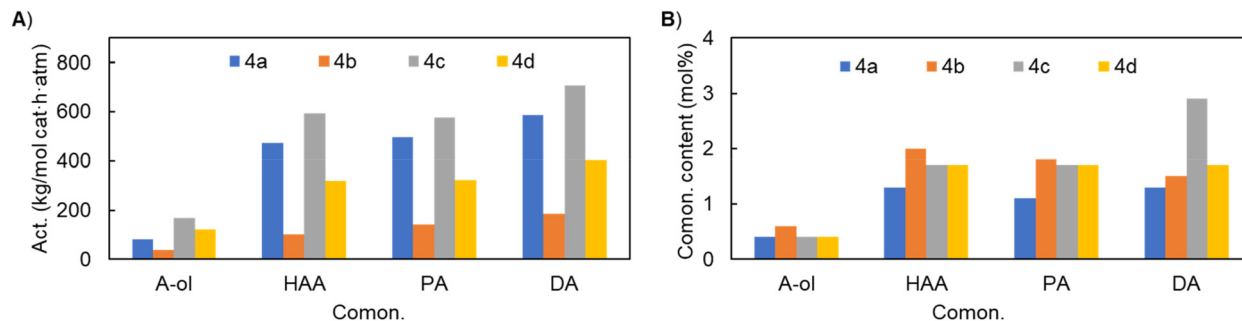 A)
Act. (kg/mol cat·h·atm)
800
600
400
200
0
4a 4b 4c 4d
A-ol HAA PA DA
Comon.
B)
Comon. content (mol%)
4
3
2
1
0
4a 4b 4c 4d
A-ol HAA PA DA
Comon.